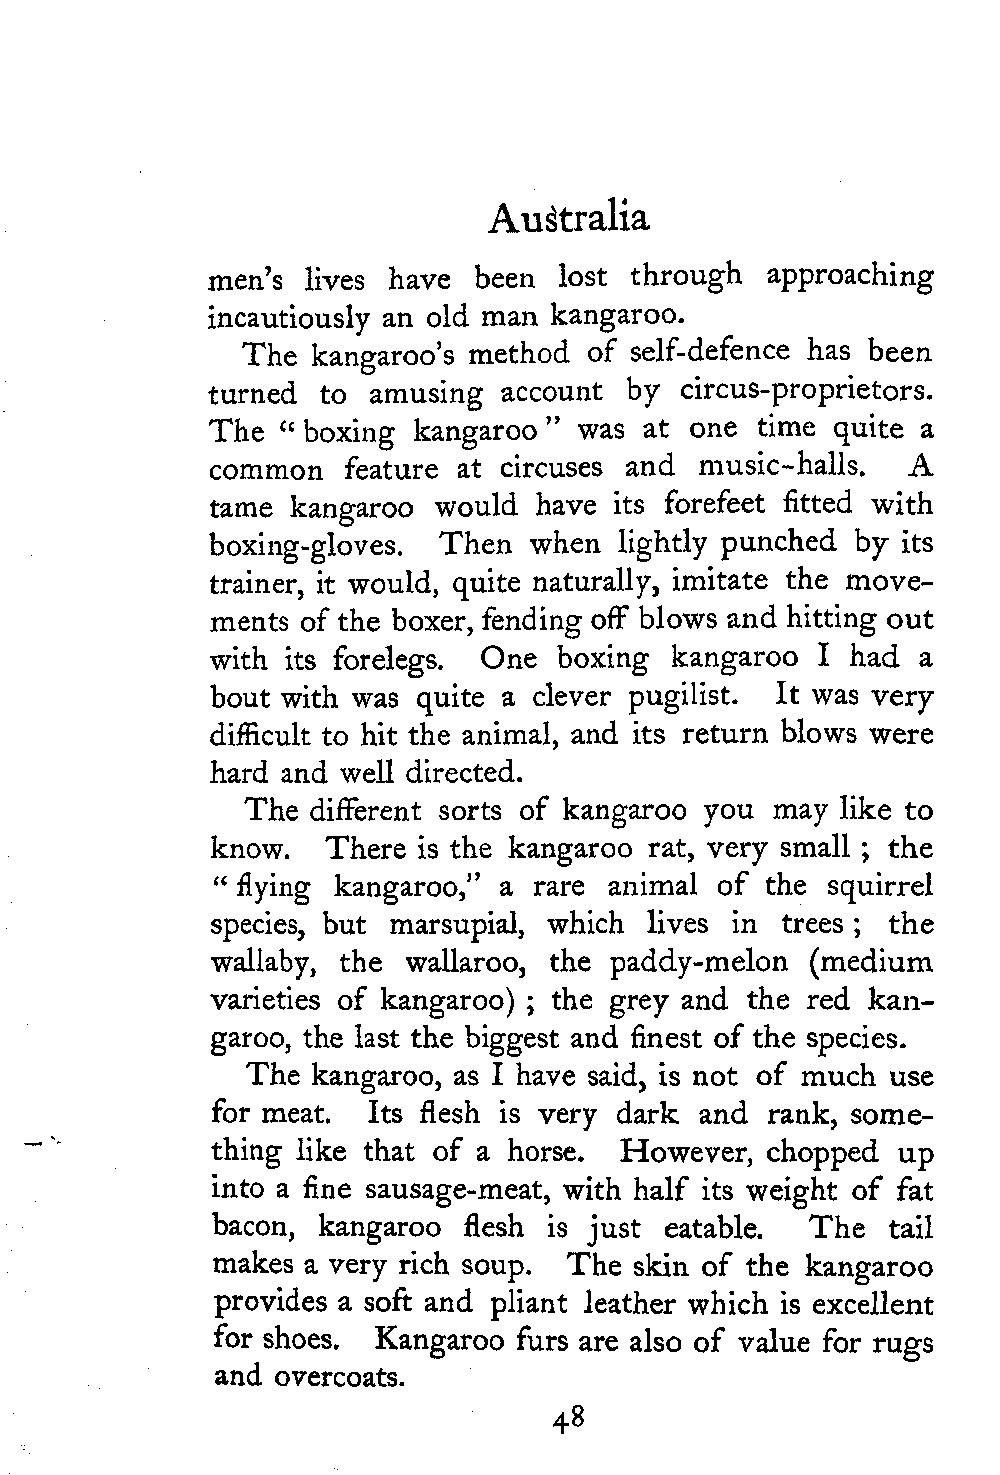 Australia
men's lives have been lost through approaching
incautiously an old man kangaroo.
The kangaroo's method of self-defence has been
turned to amusing account by circus-proprietors.
The “ boxing kangaroo ” was at one time quite a
common feature at circuses and music-halls. A
tame kangaroo would have its forefeet fitted with
boxing-gloves. Then when lightly punched by its
trainer, it would, quite naturally, imitate the move-
ments of the boxer, fending off blows and hitting out
with its forelegs. One boxing kangaroo I had a
bout with was quite a clever pugilist. It was very
difficult to hit the animal, and its return blows were
hard and well directed.
The different sorts of kangaroo you may like to
know. There is the kangaroo rat, very small ; the
“ flying kangaroo,” a rare animal of the squirrel
species, but marsupial, which lives in trees ; the
wallaby, the wallaroo, the paddy-melon (medium
varieties of kangaroo) ; the grey and the red kan-
garoo, the last the biggest and finest of the species.
The kangaroo, as I have said, is not of much use
for meat. Its flesh is very dark and rank, some-
thing like that of a horse. However, chopped up
into a fine sausage-meat, with half its weight of fat
bacon, kangaroo flesh is just eatable. The tail
makes a very rich soup. The skin of the kangaroo
provides a soft and pliant leather which is excellent
for shoes. Kangaroo furs are also of value for rugs
and overcoats.
48